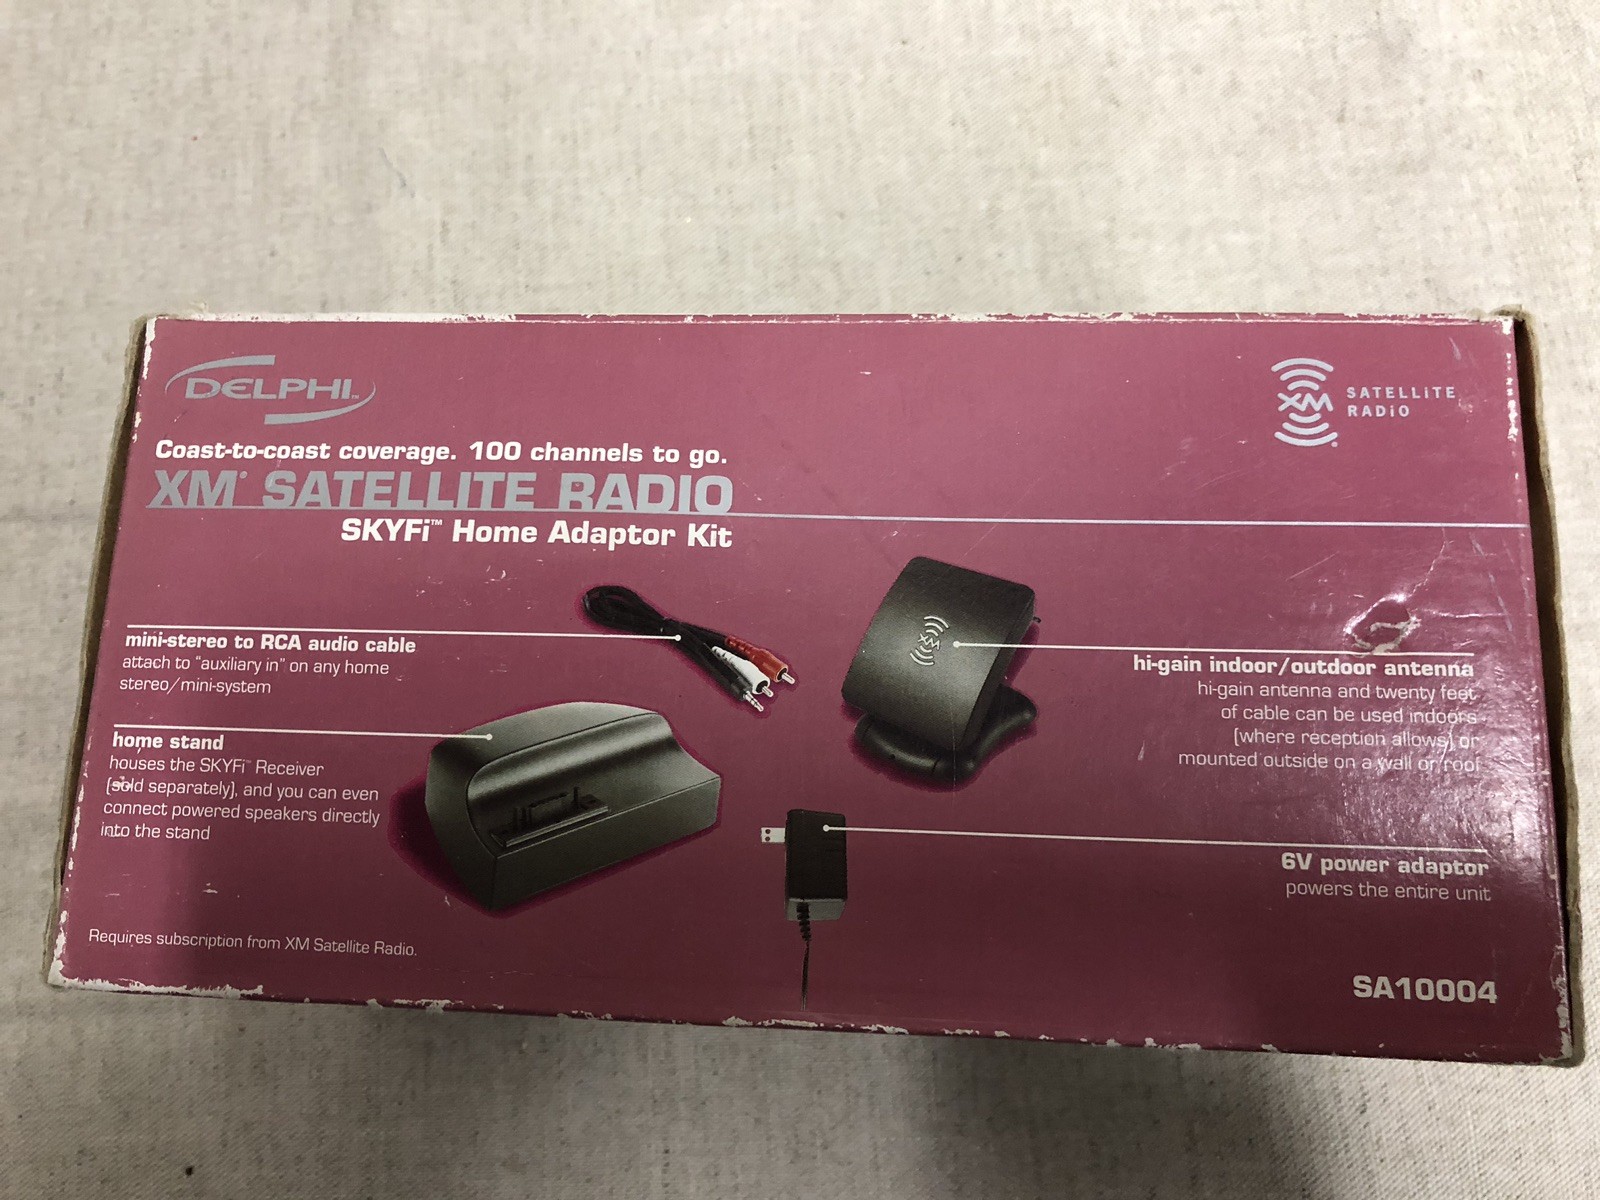 DELPHI™
XM SATELLITE RADIO
Coast-to-coast coverage. 100 channels to go.
XM® SATELLITE RADIO
SKYFi™ Home Adaptor Kit
mini-stereo to RCA audio cable
attach to "auxiliary in" on any home
stereo/mini-system
home stand
houses the SKYFi™ Receiver
(sold separately), and you can even
connect powered speakers directly
into the stand
XM
hi-gain indoor/outdoor antenna
hi-gain antenna and twenty feet
of cable can be used indoors
(where reception allows) or
mounted outside on a wall or roof
6V power adaptor
powers the entire unit
Requires subscription from XM Satellite Radio.
SA10004